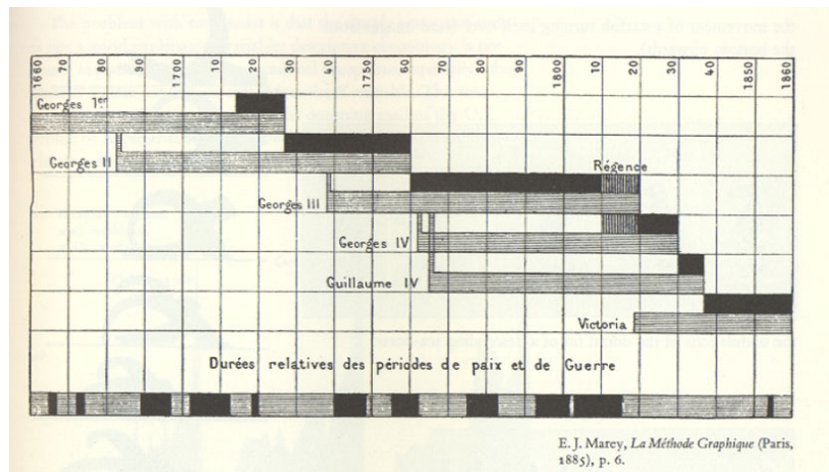 1660 70 80 90 1700 10 20 30 40 1750 60 70 80 90 1800 10 20 30 40 1850 1860
Georges 1er
Georges II
Régence
Georges III
Georges IV
Guillaume IV
Victoria
Durées relatives des périodes de paix et de Guerre
E. J. Marey, La Méthode Graphique (Paris,
1885), p. 6.